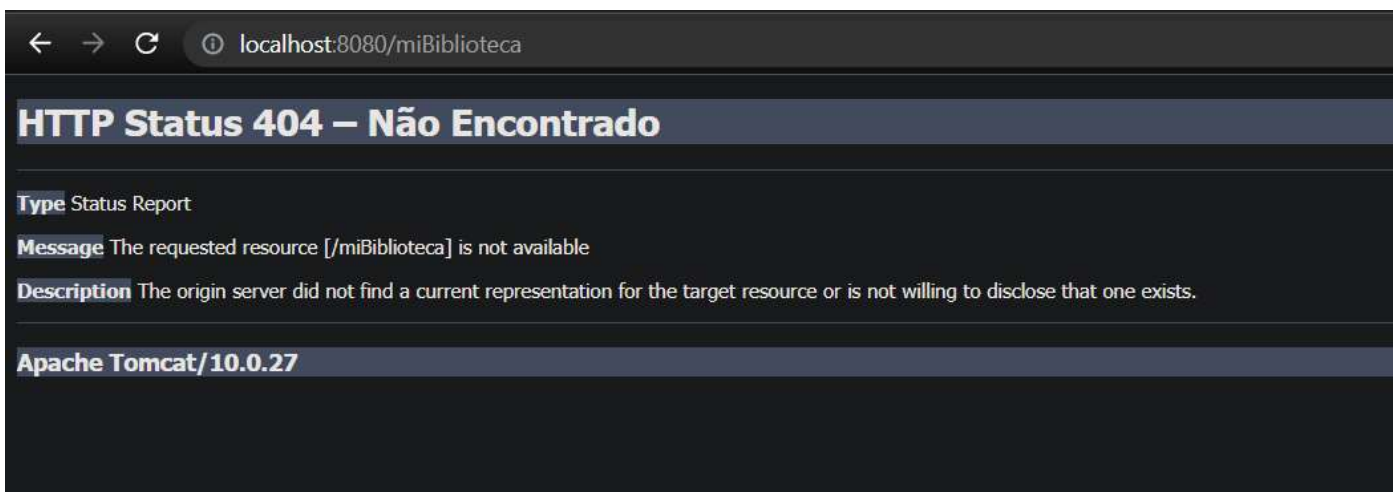 localhost:8080/miBiblioteca
HTTP Status 404 – Não Encontrado
Type Status Report
Message The requested resource [/miBiblioteca] is not available
Description The origin server did not find a current representation for the target resource or is not willing to disclose that one exists.
Apache Tomcat/10.0.27